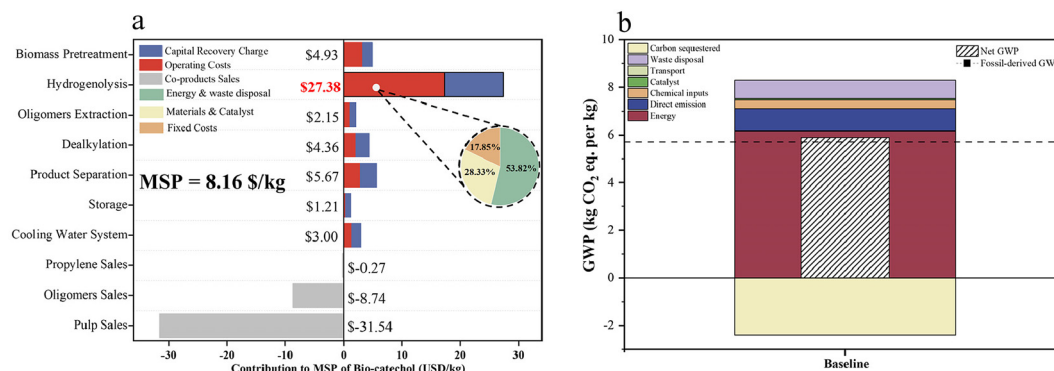 a
Biomass Pretreatment
$4.93
Hydrogenolysis
$27.38
Oligomers Extraction
$2.15
Dealkylation
$4.36
Product Separation
$5.67
Storage
$1.21
Cooling Water System
$3.00
Propylene Sales
$-0.27
Oligomers Sales
$-8.74
Pulp Sales
$-31.54
Capital Recovery Charge
Operating Costs
Co-products Sales
Energy & waste disposal
Materials & Catalyst
Fixed Costs
MSP = 8.16 $/kg
17.85%
53.82%
28.33%
-30 -20 -10 0 10 20 30
Contribution to MSP of Bio-catechol (USD/kg)
b
GWP (kg CO2 eq. per kg)
10
8
6
4
2
0
-2
Carbon sequestered
Waste disposal
Transport
Catalyst
Chemical inputs
Direct emission
Energy
Net GWP
Fossil-derived GW
Baseline